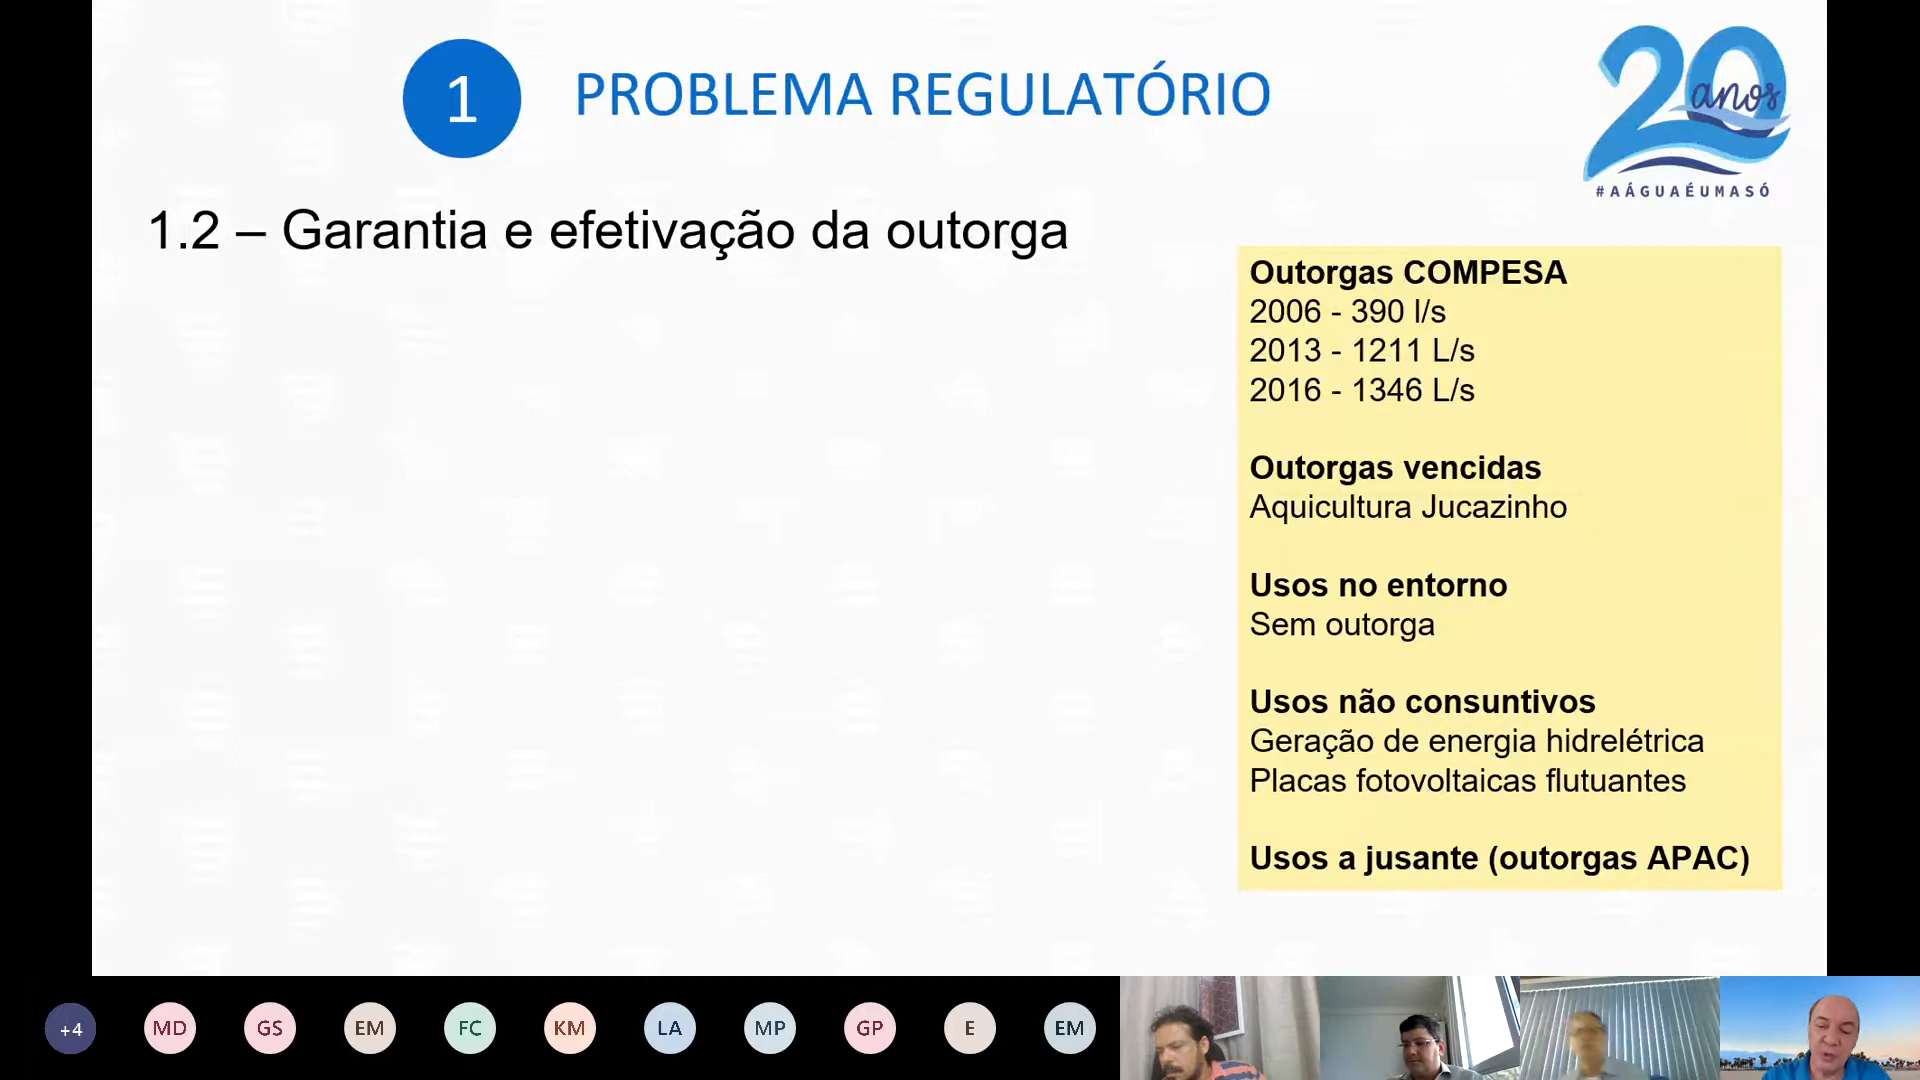 1
PROBLEMA REGULATÓRIO
20
anos
#AÁGUAÉUMASÓ
1.2 – Garantia e efetivação da outorga
Outorgas COMPESA
2006 - 390 l/s
2013 - 1211 L/s
2016 - 1346 L/s
Outorgas vencidas
Aquicultura Jucazinho
Usos no entorno
Sem outorga
Usos não consuntivos
Geração de energia hidrelétrica
Placas fotovoltaicas flutuantes
Usos a jusante (outorgas APAC)
+4 MD GS EM FC KM LA MP GP E EM